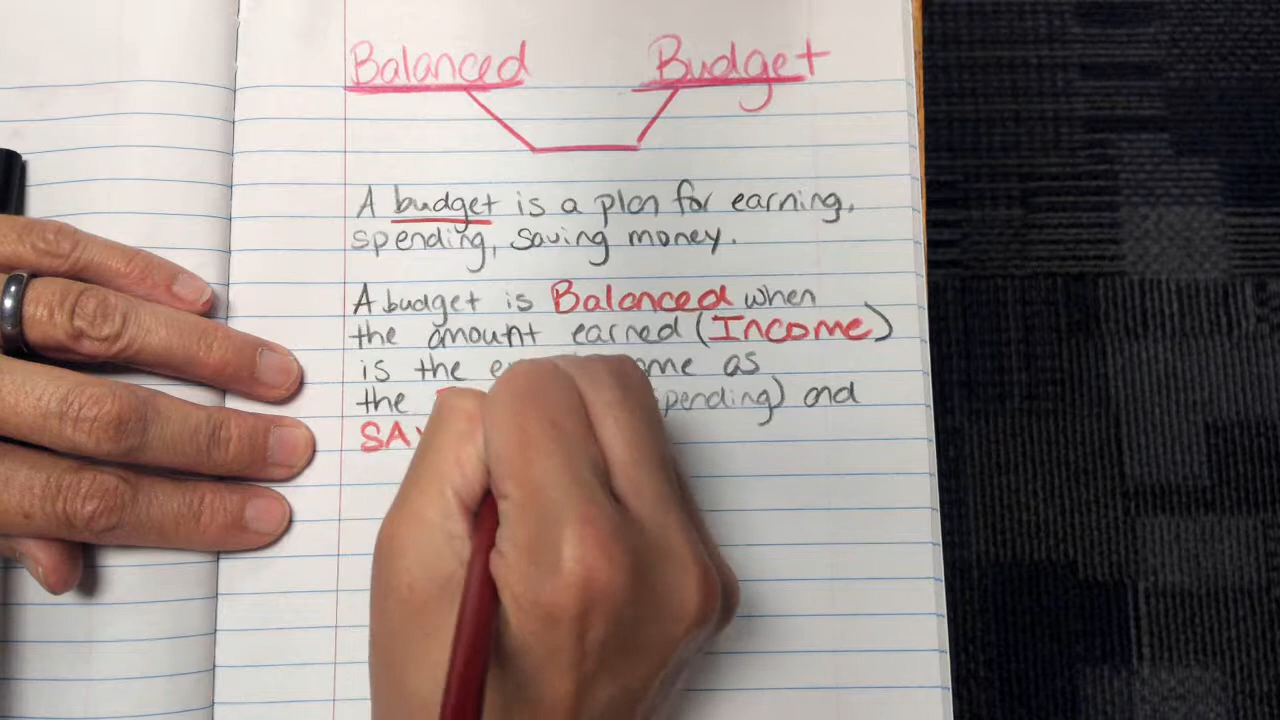 Balanced Budget
A budget is a plan for earning,
spending, saving money.
A budget is Balanced when
the amount earned (Income)
is the as
the spending) and